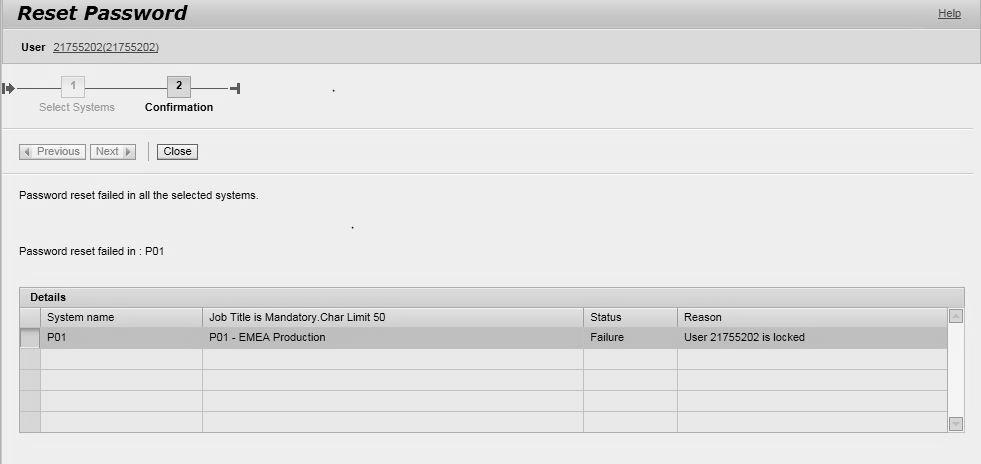 Reset Password
Help
User 21755202(21755202)
1 2
Select Systems Confirmation
Previous Next Close
Password reset failed in all the selected systems.
Password reset failed in : P01
Details
System name Job Title is Mandatory.Char Limit 50 Status Reason
P01 P01 - EMEA Production Failure User 21755202 is locked